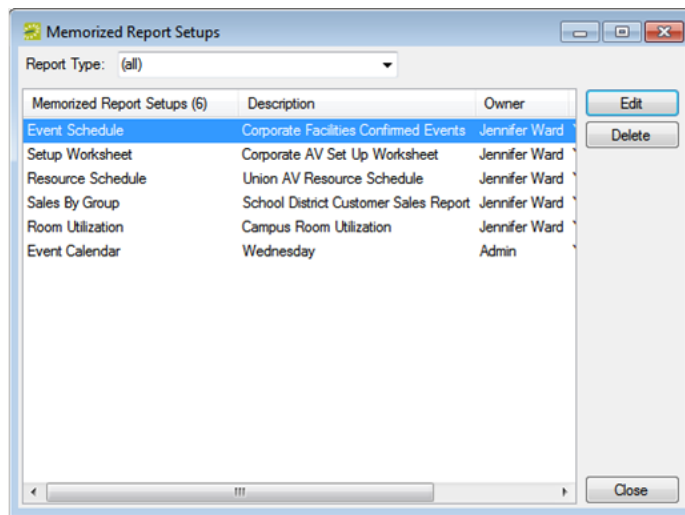 Memorized Report Setups
Report Type: (all)
Memorized Report Setups (6) Description Owner Edit
Event Schedule Corporate Facilities Confirmed Events Jennifer Ward Delete
Setup Worksheet Corporate AV Set Up Worksheet Jennifer Ward
Resource Schedule Union AV Resource Schedule Jennifer Ward
Sales By Group School District Customer Sales Report Jennifer Ward
Room Utilization Campus Room Utilization Jennifer Ward
Event Calendar Wednesday Admin
Close